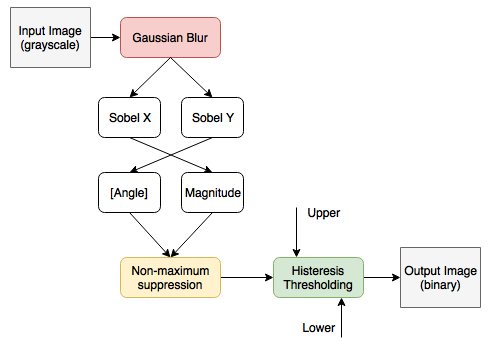 Input Image
(grayscale)
Gaussian Blur
Sobel X
Sobel Y
[Angle]
Magnitude
Upper
Non-maximum
suppression
Histeresis
Thresholding
Output Image
(binary)
Lower